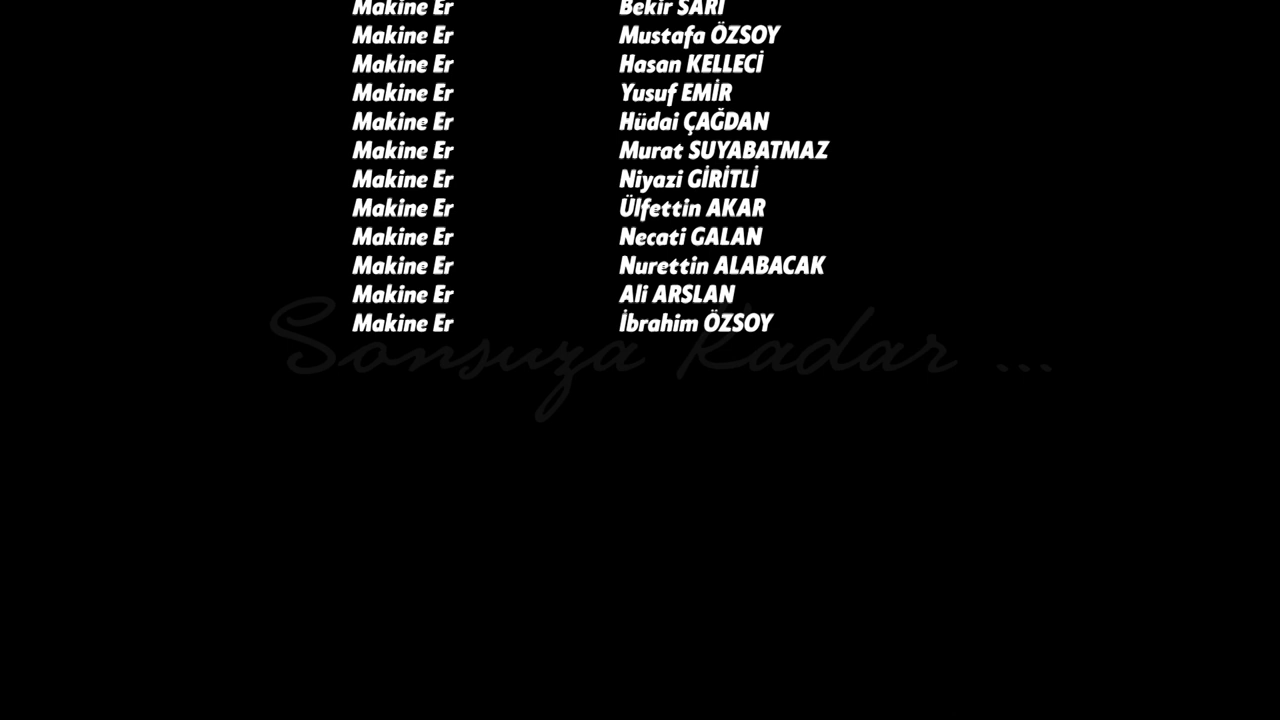 Makine Er Bekir SARI
Makine Er Mustafa ÖZSOY
Makine Er Hasan KELLECİ
Makine Er Yusuf EMİR
Makine Er Hüdai ÇAĞDAN
Makine Er Murat SUYABATMAZ
Makine Er Niyazi GİRİTLİ
Makine Er Ülfettin AKAR
Makine Er Necati GALAN
Makine Er Nurettin ALABACAK
Makine Er Ali ARSLAN
Makine Er İbrahim ÖZSOY
Sonsuza Kadar ...